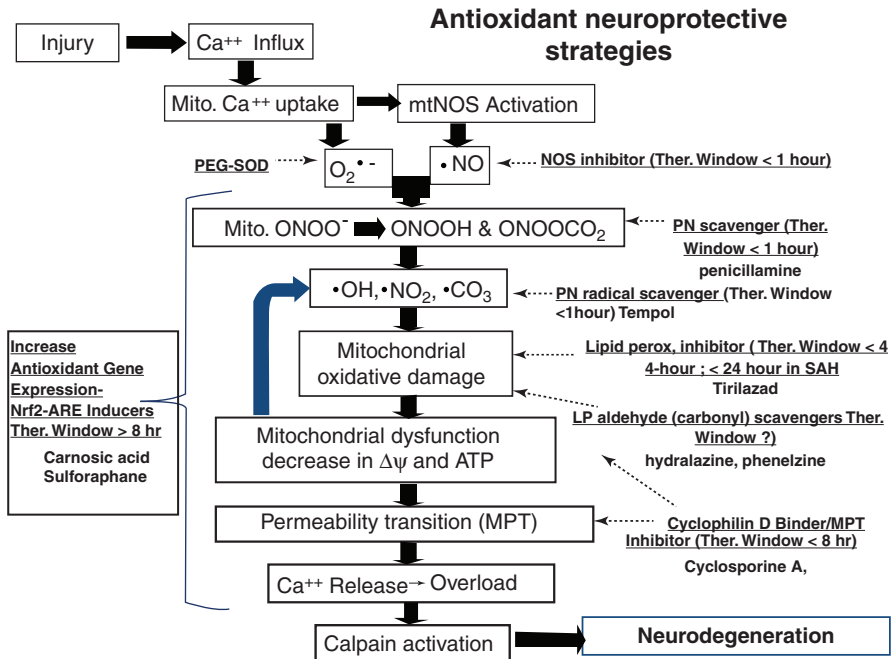 Antioxidant neuroprotective
strategies
Injury
Ca++ Influx
Mito. Ca++ uptake
mtNOS Activation
PEG-SOD
O2•-
•NO
NOS inhibitor (Ther. Window < 1 hour)
Mito. ONOO- ONOOH & ONOOCO2
PN scavenger (Ther.
Window < 1 hour)
penicillamine
•OH,•NO2, •CO3
PN radical scavenger (Ther. Window
<1hour) Tempol
Mitochondrial
oxidative damage
Lipid perox, inhibitor ( Ther. Window < 4
4-hour ; < 24 hour in SAH
Tirilazad
Increase
Antioxidant Gene
Expression-
Nrf2-ARE Inducers
Ther. Window > 8 hr
Carnosic acid
Sulforaphane
LP aldehyde (carbonyl) scavengers Ther.
Window ?)
hydralazine, phenelzine
Mitochondrial dysfunction
decrease in Δψ and ATP
Permeability transition (MPT)
Cyclophilin D Binder/MPT
Inhibitor (Ther. Window < 8 hr)
Cyclosporine A,
Ca++ Release→Overload
Calpain activation
Neurodegeneration